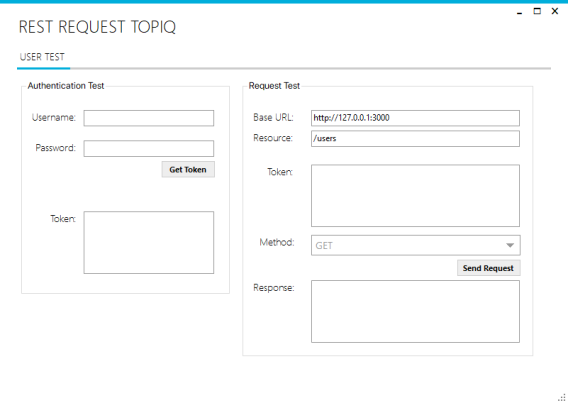 REST REQUEST TOPIQ
USER TEST
Authentication Test
Username:
Password:
Get Token
Token:
Request Test
Base URL: http://127.0.0.1:3000
Resource: /users
Token:
Method: GET
Send Request
Response: